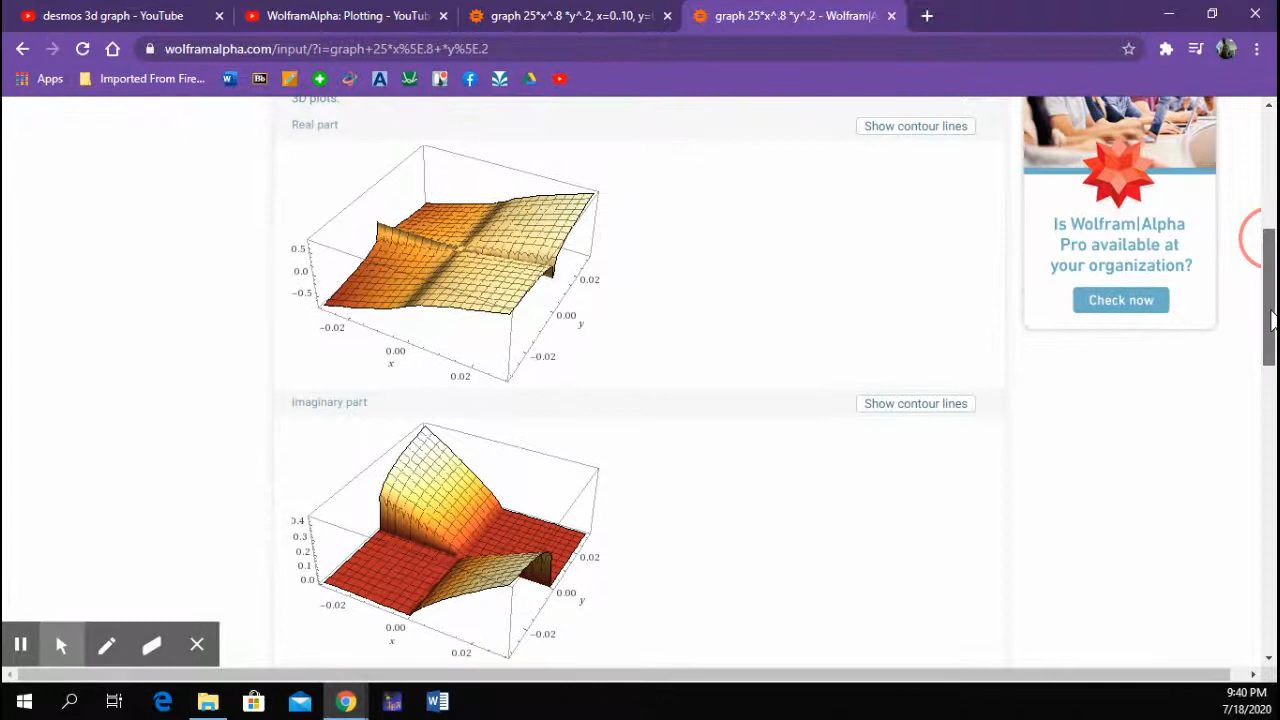 desmos 3d graph - YouTube
WolframAlpha: Plotting - YouTub
graph 25*x^.8 *y^.2, x=0..10, y=
graph 25*x^.8 *y^.2 - Wolfram|A
wolframalpha.com/input/?i=graph+25*x%5E.8+*y%5E.2
Apps
Imported From Fire...
3D plots:
Real part
Show contour lines
0.5
0.0
-0.5
-0.02
0.00
x
0.02
0.02
0.00
y
-0.02
Imaginary part
Show contour lines
0.4
0.3
0.2
0.1
0.0
-0.02
0.00
x
0.02
0.02
0.00
y
-0.02
Is Wolfram|Alpha
Pro available at
your organization?
Check now
9:40 PM
7/18/2020